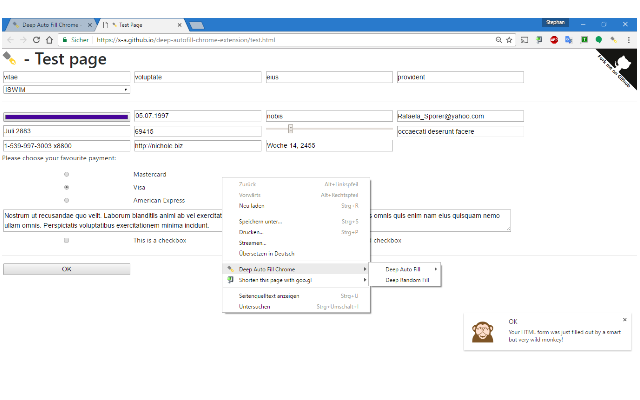 Stephan
Deep Auto Fill Chrome
Test Page
Sicher https://x-a.github.io/deep-autofill-chrome-extension/test.html
- Test page
Fork me on GitHub
vitae voluptate eius provident
IBWIM
05.07.1997 nobis Rafaela_Sporer@yahoo.com
Juli 2883 69415 occaecati deserunt facere
1-539-997-3003 x8800 http://nichole.biz Woche 14, 2455
Please choose your favourite payment:
Mastercard
Visa
American Express
Nostrum ut recusandae quo velit. Laborum blanditiis animi ab vel exercitat
s omnis quis enim nam eius quisquam nemo
ullam omnis. Perspiciatis voluptatibus exercitationem minima incidunt.
This is a checkbox
checkbox
OK
Zurück Alt+Linkspfeil
Vorwärts Alt+Rechtspfeil
Neu laden Strg+R
Speichern unter... Strg+S
Drucken... Strg+P
Streamen...
Übersetzen in Deutsch
Deep Auto Fill Chrome
Shorten this page with goo.gl
Seitenquelltext anzeigen Strg+U
Untersuchen Strg+Umschalt+I
Deep Auto Fill
Deep Random Fill
OK
Your HTML form was just filled out by a smart
but very wild monkey!